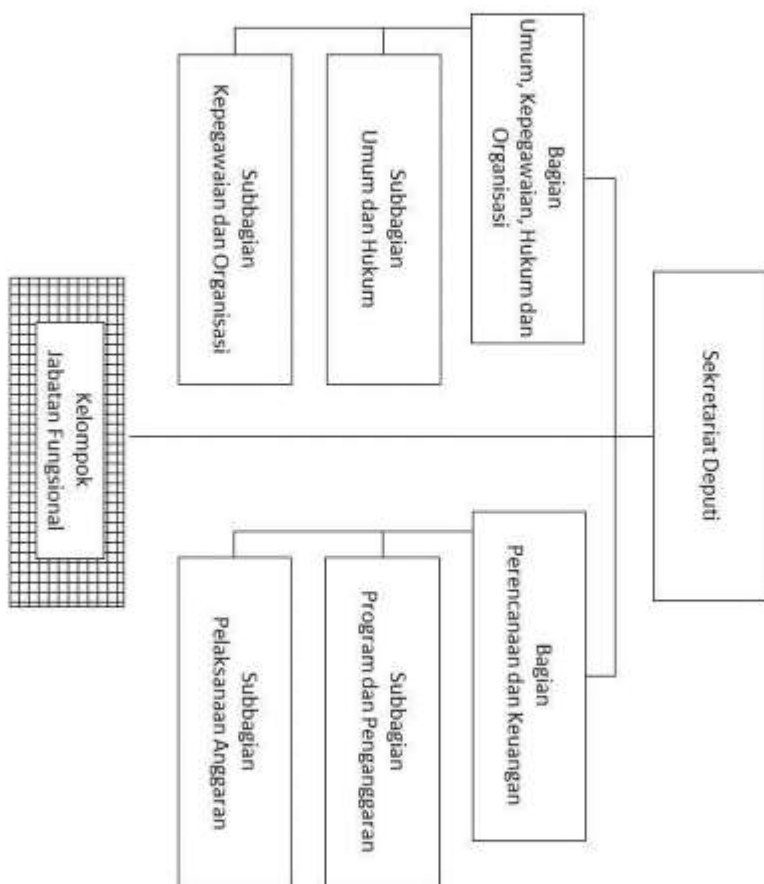 Sekretariat Deputi
Bagian
Umum, Kepegawaian, Hukum dan
Organisasi
Subbagian
Umum dan Hukum
Subbagian
Kepegawaian dan Organisasi
Bagian
Perencanaan dan Keuangan
Subbagian
Program dan Penganggaran
Subbagian
Pelaksanaan Anggaran
Kelompok
Jabatan Fungsional